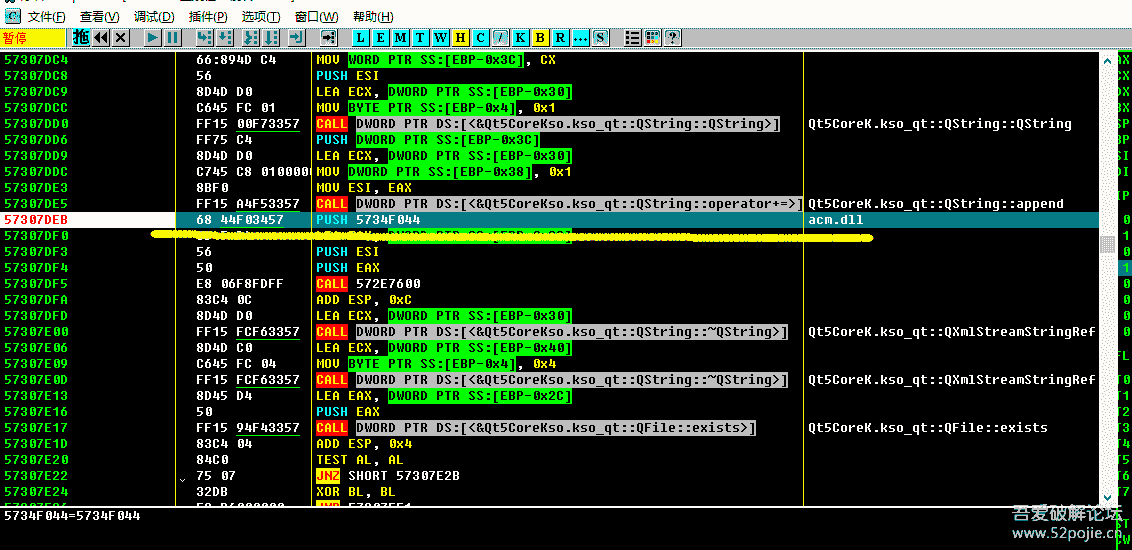 文件(F) 查看(V) 调试(D) 插件(P) 选项(T) 窗口(W) 帮助(H)
暂停 拖 L E M T W H C / K B R ... S ?
57307DC4 66:894D C4 MOV WORD PTR SS:[EBP-0x3C], CX
57307DC8 56 PUSH ESI
57307DC9 8D4D D0 LEA ECX, DWORD PTR SS:[EBP-0x30]
57307DCC C645 FC 01 MOV BYTE PTR SS:[EBP-0x4], 0x1
57307DD0 FF15 00F73357 CALL DWORD PTR DS:[<&Qt5CoreKso.kso_qt::QString::QString>] Qt5CoreK.kso_qt::QString::QString
57307DD6 FF75 C4 PUSH DWORD PTR SS:[EBP-0x3C]
57307DD9 8D4D D0 LEA ECX, DWORD PTR SS:[EBP-0x30]
57307DDC C745 C8 0100000 MOV DWORD PTR SS:[EBP-0x38], 0x1
57307DE3 8BF0 MOV ESI, EAX
57307DE5 FF15 A4F53357 CALL DWORD PTR DS:[<&Qt5CoreKso.kso_qt::QString::operator+=>] Qt5CoreK.kso_qt::QString::append
57307DEB 68 44F03457 PUSH 5734F044 acm.dll
57307DF0
57307DF3 56 PUSH ESI
57307DF4 50 PUSH EAX
57307DF5 E8 06F8FDFF CALL 572E7600
57307DFA 83C4 0C ADD ESP, 0xC
57307DFD 8D4D D0 LEA ECX, DWORD PTR SS:[EBP-0x30]
57307E00 FF15 FCF63357 CALL DWORD PTR DS:[<&Qt5CoreKso.kso_qt::QString::~QString>] Qt5CoreK.kso_qt::QXmlStreamStringRef
57307E06 8D4D C0 LEA ECX, DWORD PTR SS:[EBP-0x40]
57307E09 C645 FC 04 MOV BYTE PTR SS:[EBP-0x4], 0x4
57307E0D FF15 FCF63357 CALL DWORD PTR DS:[<&Qt5CoreKso.kso_qt::QString::~QString>] Qt5CoreK.kso_qt::QXmlStreamStringRef
57307E13 8D45 D4 LEA EAX, DWORD PTR SS:[EBP-0x2C]
57307E16 50 PUSH EAX
57307E17 FF15 94F43357 CALL DWORD PTR DS:[<&Qt5CoreKso.kso_qt::QFile::exists>] Qt5CoreK.kso_qt::QFile::exists
57307E1D 83C4 04 ADD ESP, 0x4
57307E20 84C0 TEST AL, AL
57307E22 75 07 JNZ SHORT 57307E2B
57307E24 32DB XOR BL, BL
5734F044=5734F044
吾爱破解论坛
www.52pojie.cn